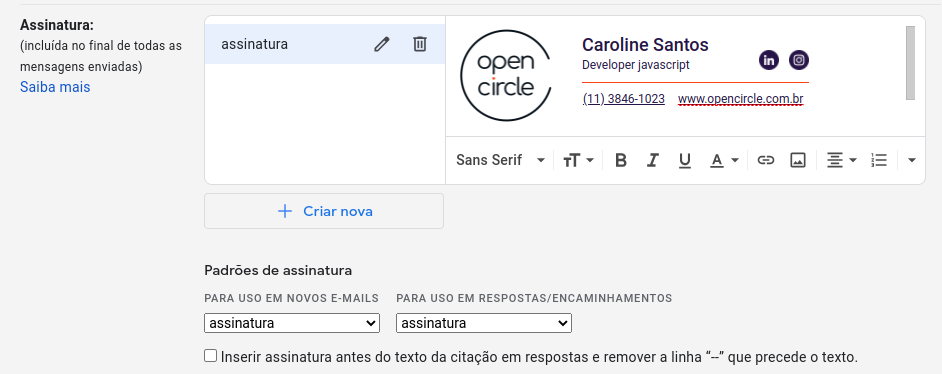 Assinatura:
(incluída no final de todas as
mensagens enviadas)
Saiba mais
assinatura
open
circle
Caroline Santos
Developer javascript
in
(11) 3846-1023 www.opencircle.com.br
Sans Serif
Criar nova
Padrões de assinatura
PARA USO EM NOVOS E-MAILS PARA USO EM RESPOSTAS/ENCAMINHAMENTOS
assinatura assinatura
Inserir assinatura antes do texto da citação em respostas e remover a linha “--” que precede o texto.